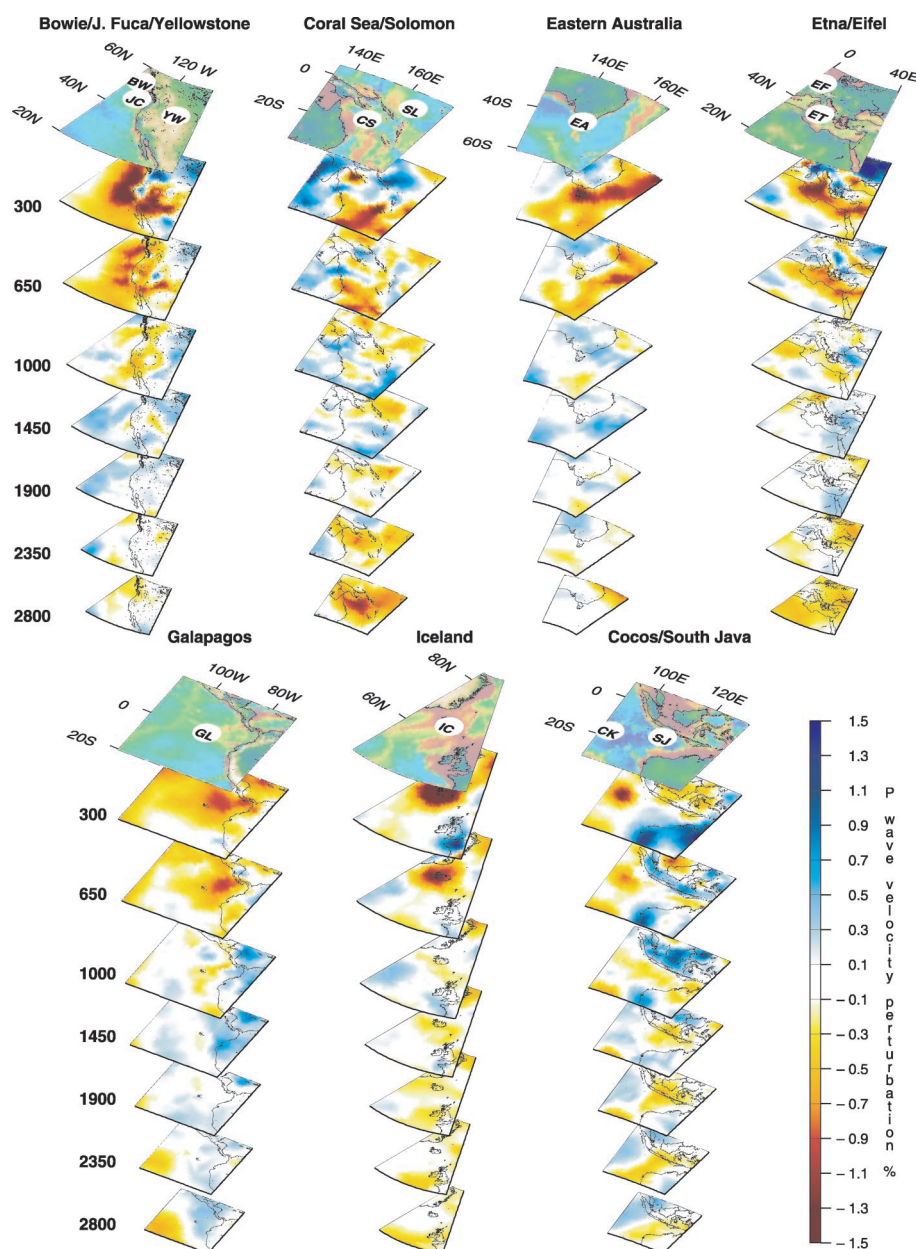 Bowie/J. Fuca/Yellowstone
Coral Sea/Solomon
Eastern Australia
Etna/Eifel
60N
120 W
40N
20N
BW
JC
YW
0
140E
160E
20S
SL
CS
140E
160E
40S
60S
EA
0
40E
60N
40N
20N
EF
ET
300
650
1000
1450
1900
2350
2800
Galapagos
Iceland
Cocos/South Java
100W
80W
0
20S
GL
80N
60N
IC
100E
120E
0
20S
CK
SJ
300
650
1000
1450
1900
2350
2800
1.5
1.3
1.1
0.9
0.7
0.5
0.3
0.1
− 0.1
− 0.3
− 0.5
− 0.7
− 0.9
− 1.1
− 1.3
− 1.5
P wave velocity perturbation %